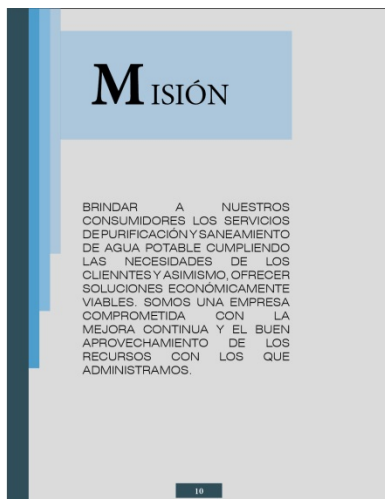 MISIÓN
BRINDAR A NUESTROS
CONSUMIDORES LOS SERVICIOS
DE PURIFICACIÓN Y SANEAMIENTO
DE AGUA POTABLE CUMPLIENDO
LAS NECESIDADES DE LOS
CLIENNTES Y ASIMISMO, OFRECER
SOLUCIONES ECONÓMICAMENTE
VIABLES. SOMOS UNA EMPRESA
COMPROMETIDA CON LA
MEJORA CONTINUA Y EL BUEN
APROVECHAMIENTO DE LOS
RECURSOS CON LOS QUE
ADMINISTRAMOS.
10